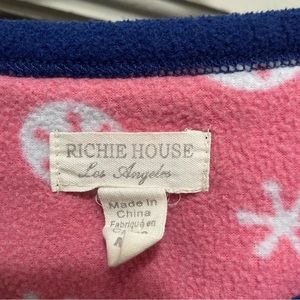 RICHIE HOUSE
Los Angeles
Made in
China
Fabriqué en